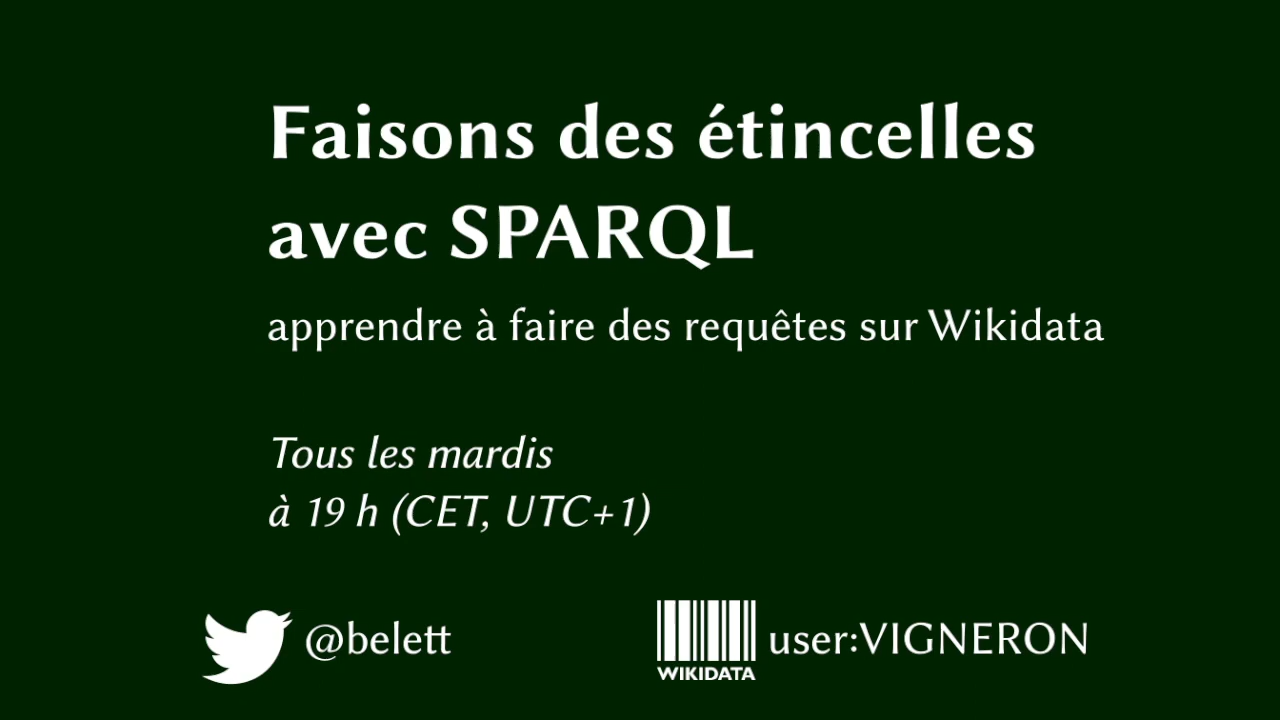 Faisons des étincelles
avec SPARQL
apprendre à faire des requêtes sur Wikidata
Tous les mardis
à 19 h (CET, UTC+1)
@belett
WIKIDATA
user:VIGNERON